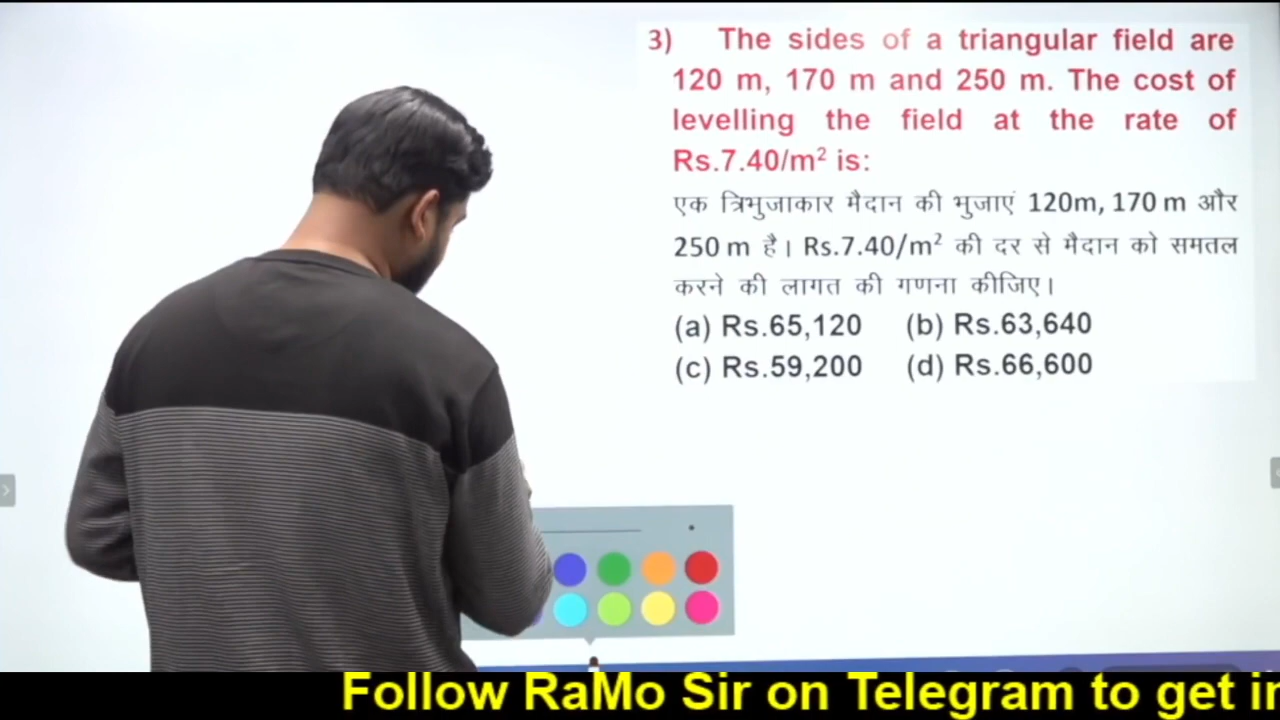 3) The sides of a triangular field are
120 m, 170 m and 250 m. The cost of
levelling the field at the rate of
Rs.7.40/m² is:
एक त्रिभुजाकार मैदान की भुजाएं 120m, 170 m और
250 m है। Rs.7.40/m² की दर से मैदान को समतल
करने की लागत की गणना कीजिए।
(a) Rs.65,120 (b) Rs.63,640
(c) Rs.59,200 (d) Rs.66,600
Follow RaMo Sir on Telegram to get